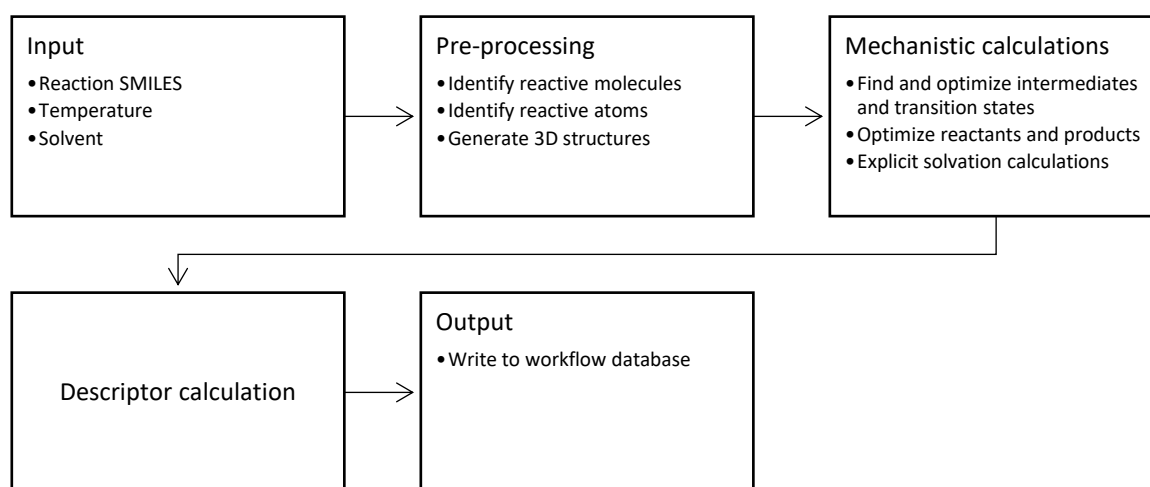 Input
•Reaction SMILES
•Temperature
•Solvent
Pre-processing
•Identify reactive molecules
•Identify reactive atoms
•Generate 3D structures
Mechanistic calculations
•Find and optimize intermediates
and transition states
•Optimize reactants and products
•Explicit solvation calculations
Descriptor calculation
Output
•Write to workflow database